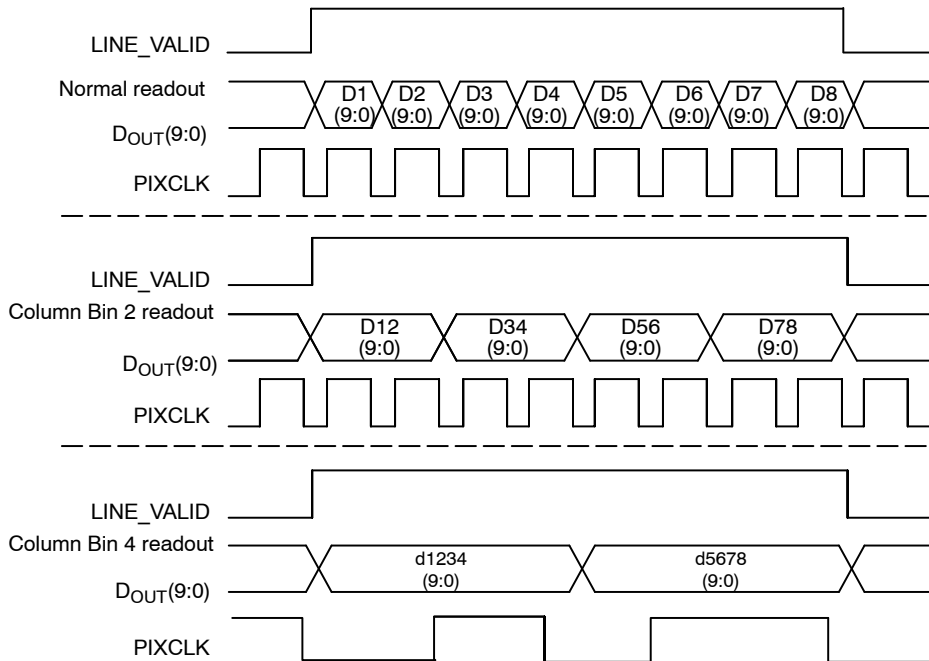 LINE_VALID
Normal readout
D1 D2 D3 D4 D5 D6 D7 D8
(9:0) (9:0) (9:0) (9:0) (9:0) (9:0) (9:0) (9:0)
DOUT(9:0)
PIXCLK
LINE_VALID
Column Bin 2 readout
D12 D34 D56 D78
(9:0) (9:0) (9:0) (9:0)
DOUT(9:0)
PIXCLK
LINE_VALID
Column Bin 4 readout
d1234 d5678
(9:0) (9:0)
DOUT(9:0)
PIXCLK